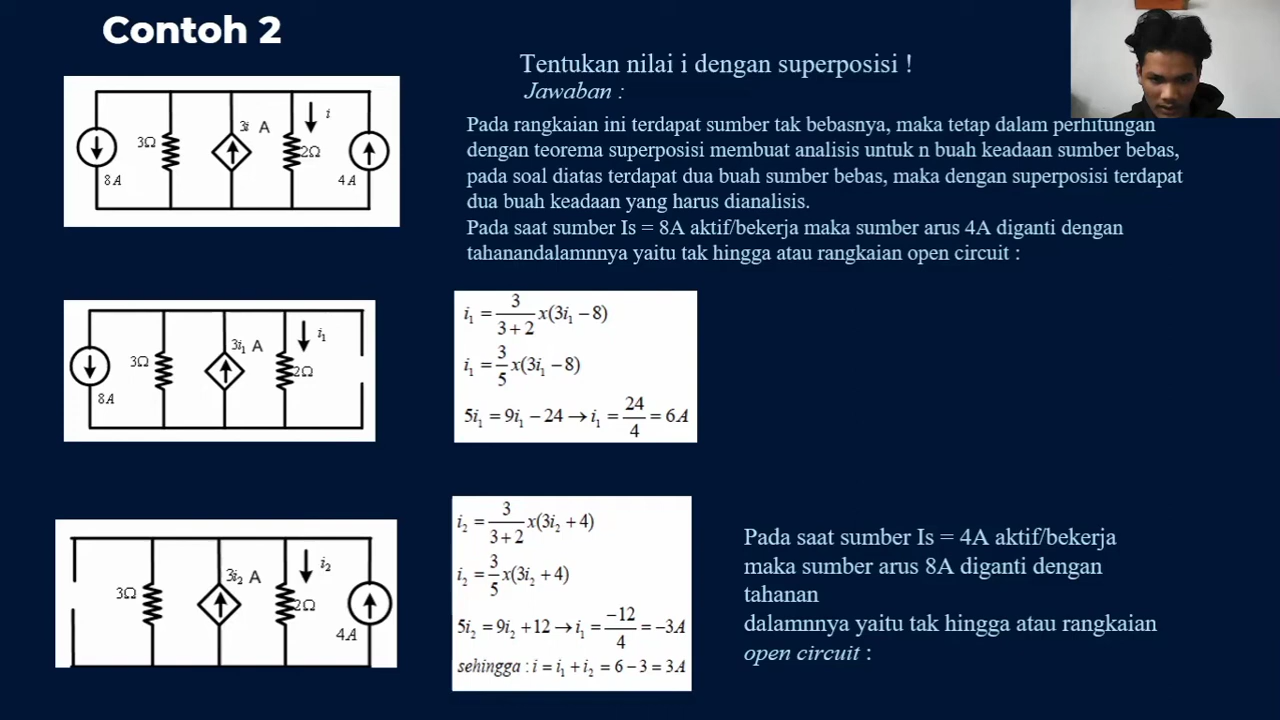 Contoh 2
Tentukan nilai i dengan superposisi !
Jawaban :
Pada rangkaian ini terdapat sumber tak bebasnya, maka tetap dalam perhitungan
dengan teorema superposisi membuat analisis untuk n buah keadaan sumber bebas,
pada soal diatas terdapat dua buah sumber bebas, maka dengan superposisi terdapat
dua buah keadaan yang harus dianalisis.
Pada saat sumber Is = 8A aktif/bekerja maka sumber arus 4A diganti dengan
tahanandalamnnya yaitu tak hingga atau rangkaian open circuit :
8A 3Ω 3i A 2Ω i 4A
8A 3Ω 3i₁ A 2Ω i₁
i₁ = 3/(3+2) x(3i₁ − 8)
i₁ = 3/5 x(3i₁ − 8)
5i₁ = 9i₁ − 24 → i₁ = 24/4 = 6A
3Ω 3i₂ A 2Ω i₂ 4A
i₂ = 3/(3+2) x(3i₂ + 4)
i₂ = 3/5 x(3i₂ + 4)
5i₂ = 9i₂ + 12 → i₁ = −12/4 = −3A
sehingga : i = i₁ + i₂ = 6 − 3 = 3A
Pada saat sumber Is = 4A aktif/bekerja
maka sumber arus 8A diganti dengan
tahanan
dalamnnya yaitu tak hingga atau rangkaian
open circuit :